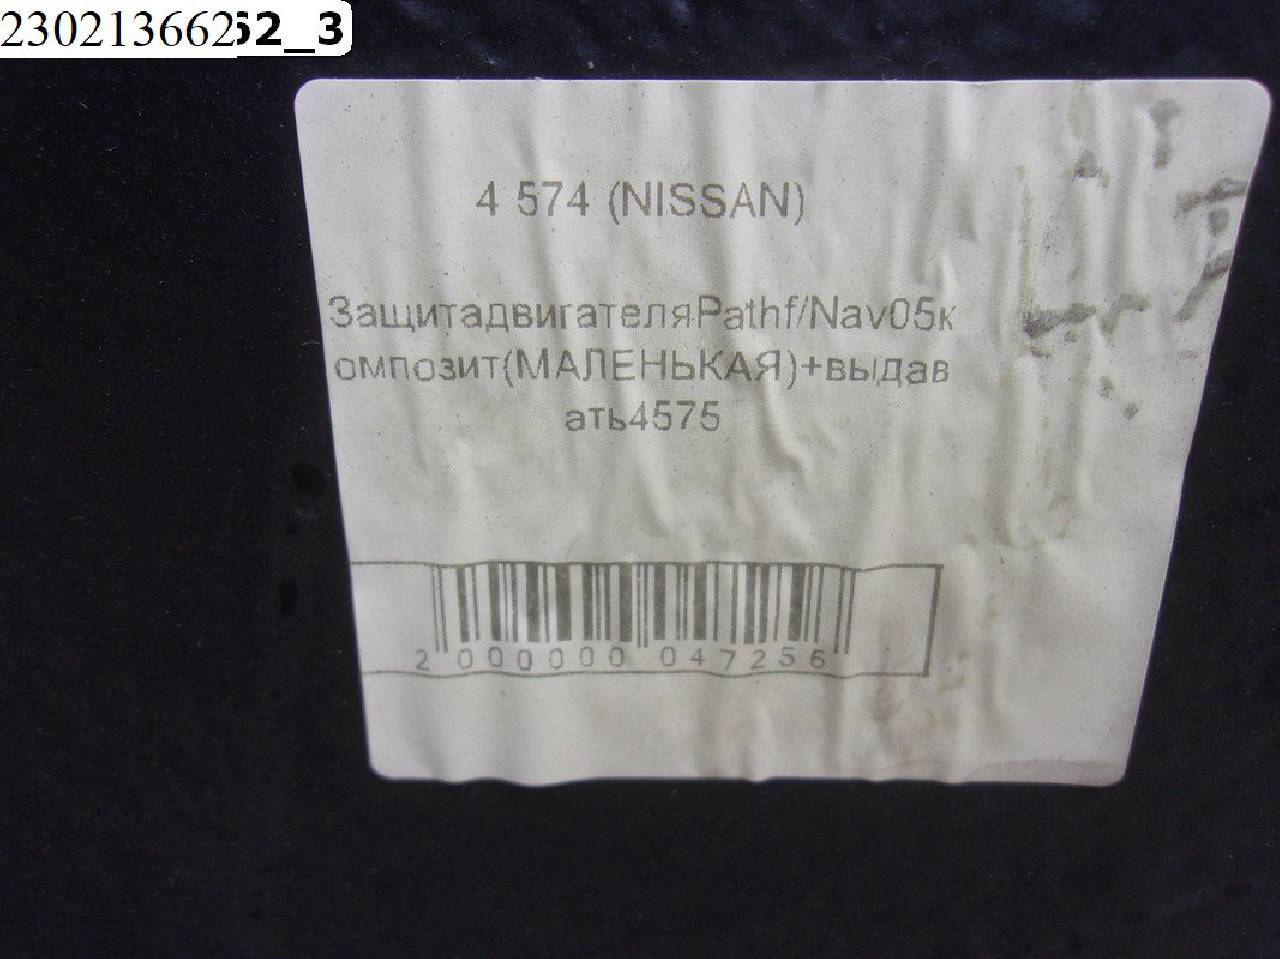 23021366252_3
4 574 (NISSAN)
ЗащитадвигателяPathf/Nav05к
омпозит(МАЛЕНЬКАЯ)+выдав
ать4575
2 000000 047256